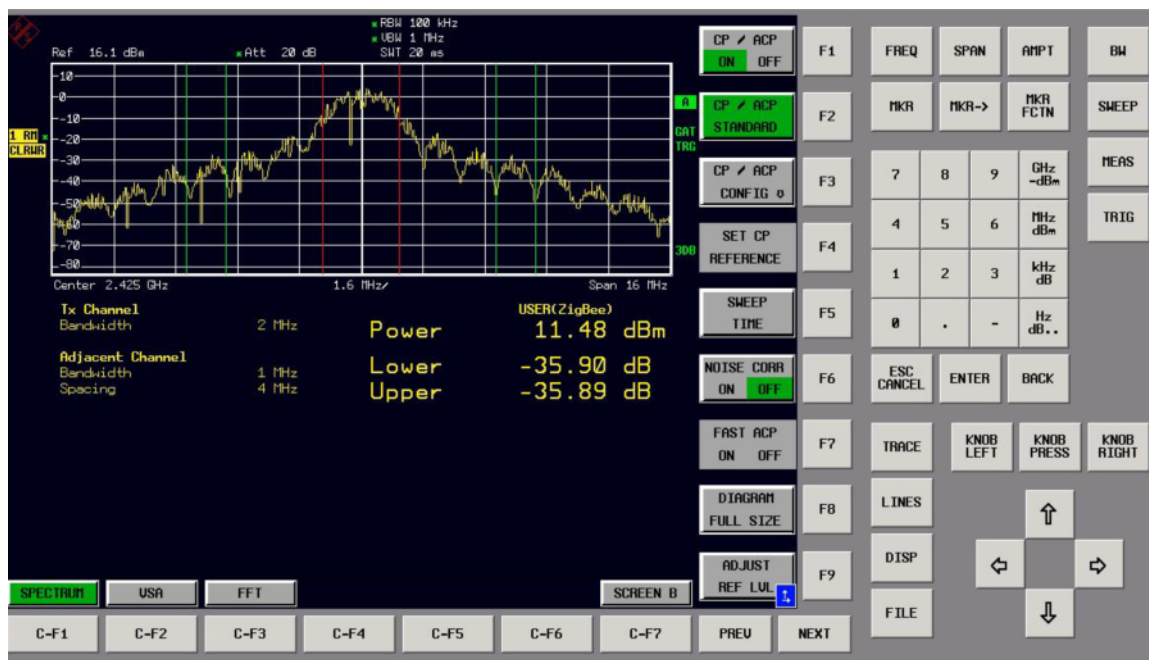 RBW 100 kHz
VBW 1 MHz
Ref 16.1 dBm Att 20 dB SWT 20 ms
10
0
-10
-20
-30
-40
-50
-60
-70
-80
1 RM
CLRWR
A
GAT
TRG
3DB
Center 2.425 GHz 1.6 MHz/ Span 16 MHz
Tx Channel USER(ZigBee)
Bandwidth 2 MHz Power 11.48 dBm
Adjacent Channel
Bandwidth 1 MHz Lower -35.90 dB
Spacing 4 MHz Upper -35.89 dB
CP / ACP
ON OFF
CP / ACP
STANDARD
CP / ACP
CONFIG
SET CP
REFERENCE
SWEEP
TIME
NOISE CORR
ON OFF
FAST ACP
ON OFF
DIAGRAM
FULL SIZE
ADJUST
REF LVL
F1
F2
F3
F4
F5
F6
F7
F8
F9
FREQ SPAN AMPT BW
MKR MKR-> MKR FCTN SWEEP
MEAS
TRIG
7 8 9 GHz -dBm
4 5 6 MHz dBm
1 2 3 kHz dB
0 . - Hz dB..
ESC CANCEL ENTER BACK
TRACE KNOB LEFT KNOB PRESS KNOB RIGHT
LINES
DISP
FILE
SPECTRUM VSA FFT SCREEN B
C-F1 C-F2 C-F3 C-F4 C-F5 C-F6 C-F7 PREV NEXT